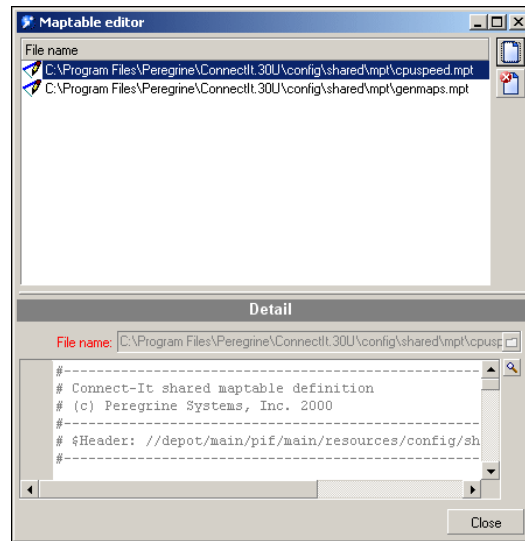 Maptable editor
File name
C:\Program Files\Peregrine\ConnectIt.30U\config\shared\mpt\cpuspeed.mpt
C:\Program Files\Peregrine\ConnectIt.30U\config\shared\mpt\genmaps.mpt
Detail
File name: C:\Program Files\Peregrine\ConnectIt.30U\config\shared\mpt\cpusp
#---------------------------------------------------
# Connect-It shared maptable definition
# (c) Peregrine Systems, Inc. 2000
#---------------------------------------------------
# $Header: //depot/main/pif/main/resources/config/sh
#---------------------------------------------------
Close